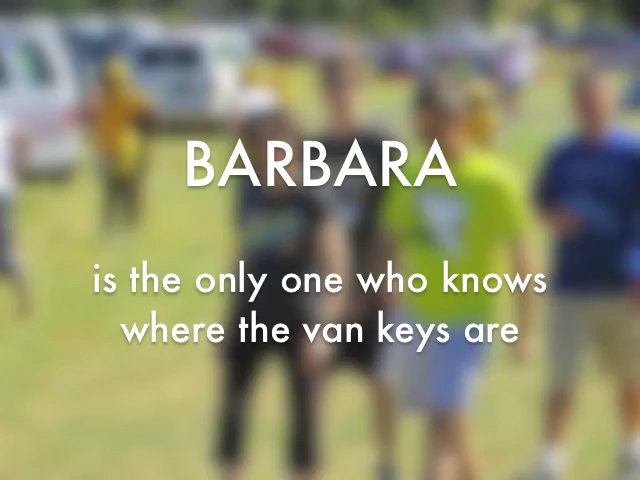 BARBARA
is the only one who knows
where the van keys are